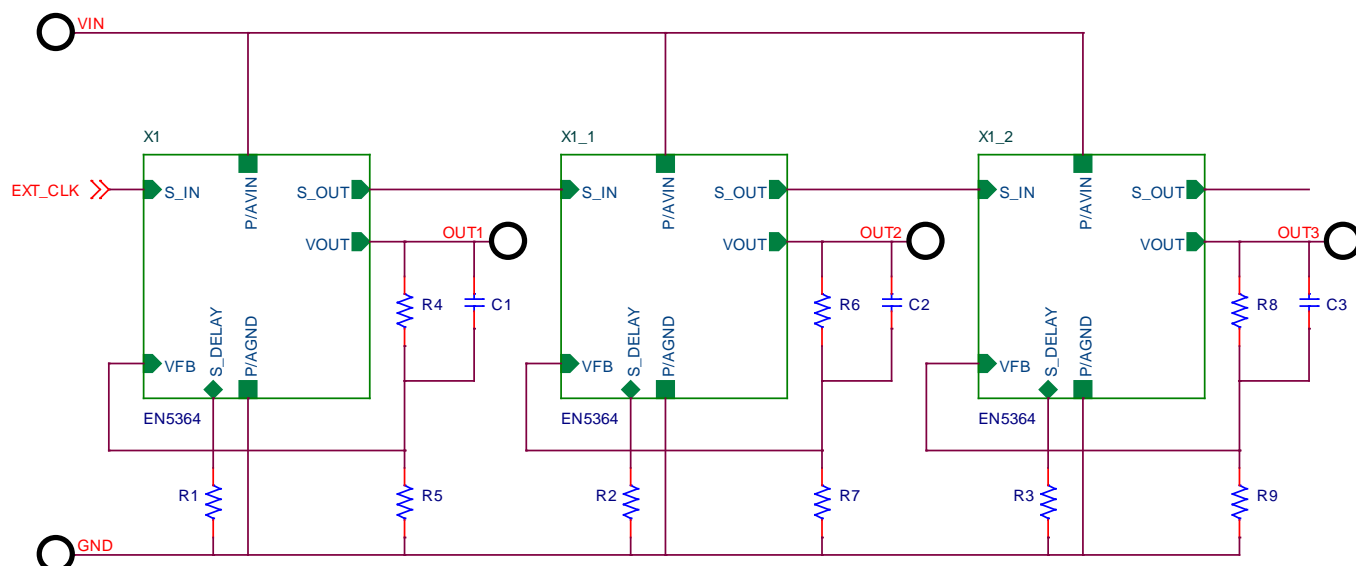 VIN
X1
X1_1
X1_2
EXT_CLK
S_IN
P/AVIN
S_OUT
S_IN
P/AVIN
S_OUT
S_IN
P/AVIN
S_OUT
VOUT
OUT1
VOUT
OUT2
VOUT
OUT3
R4
C1
R6
C2
R8
C3
VFB
S_DELAY
P/AGND
VFB
S_DELAY
P/AGND
VFB
S_DELAY
P/AGND
EN5364
EN5364
EN5364
R1
R5
R2
R7
R3
R9
GND